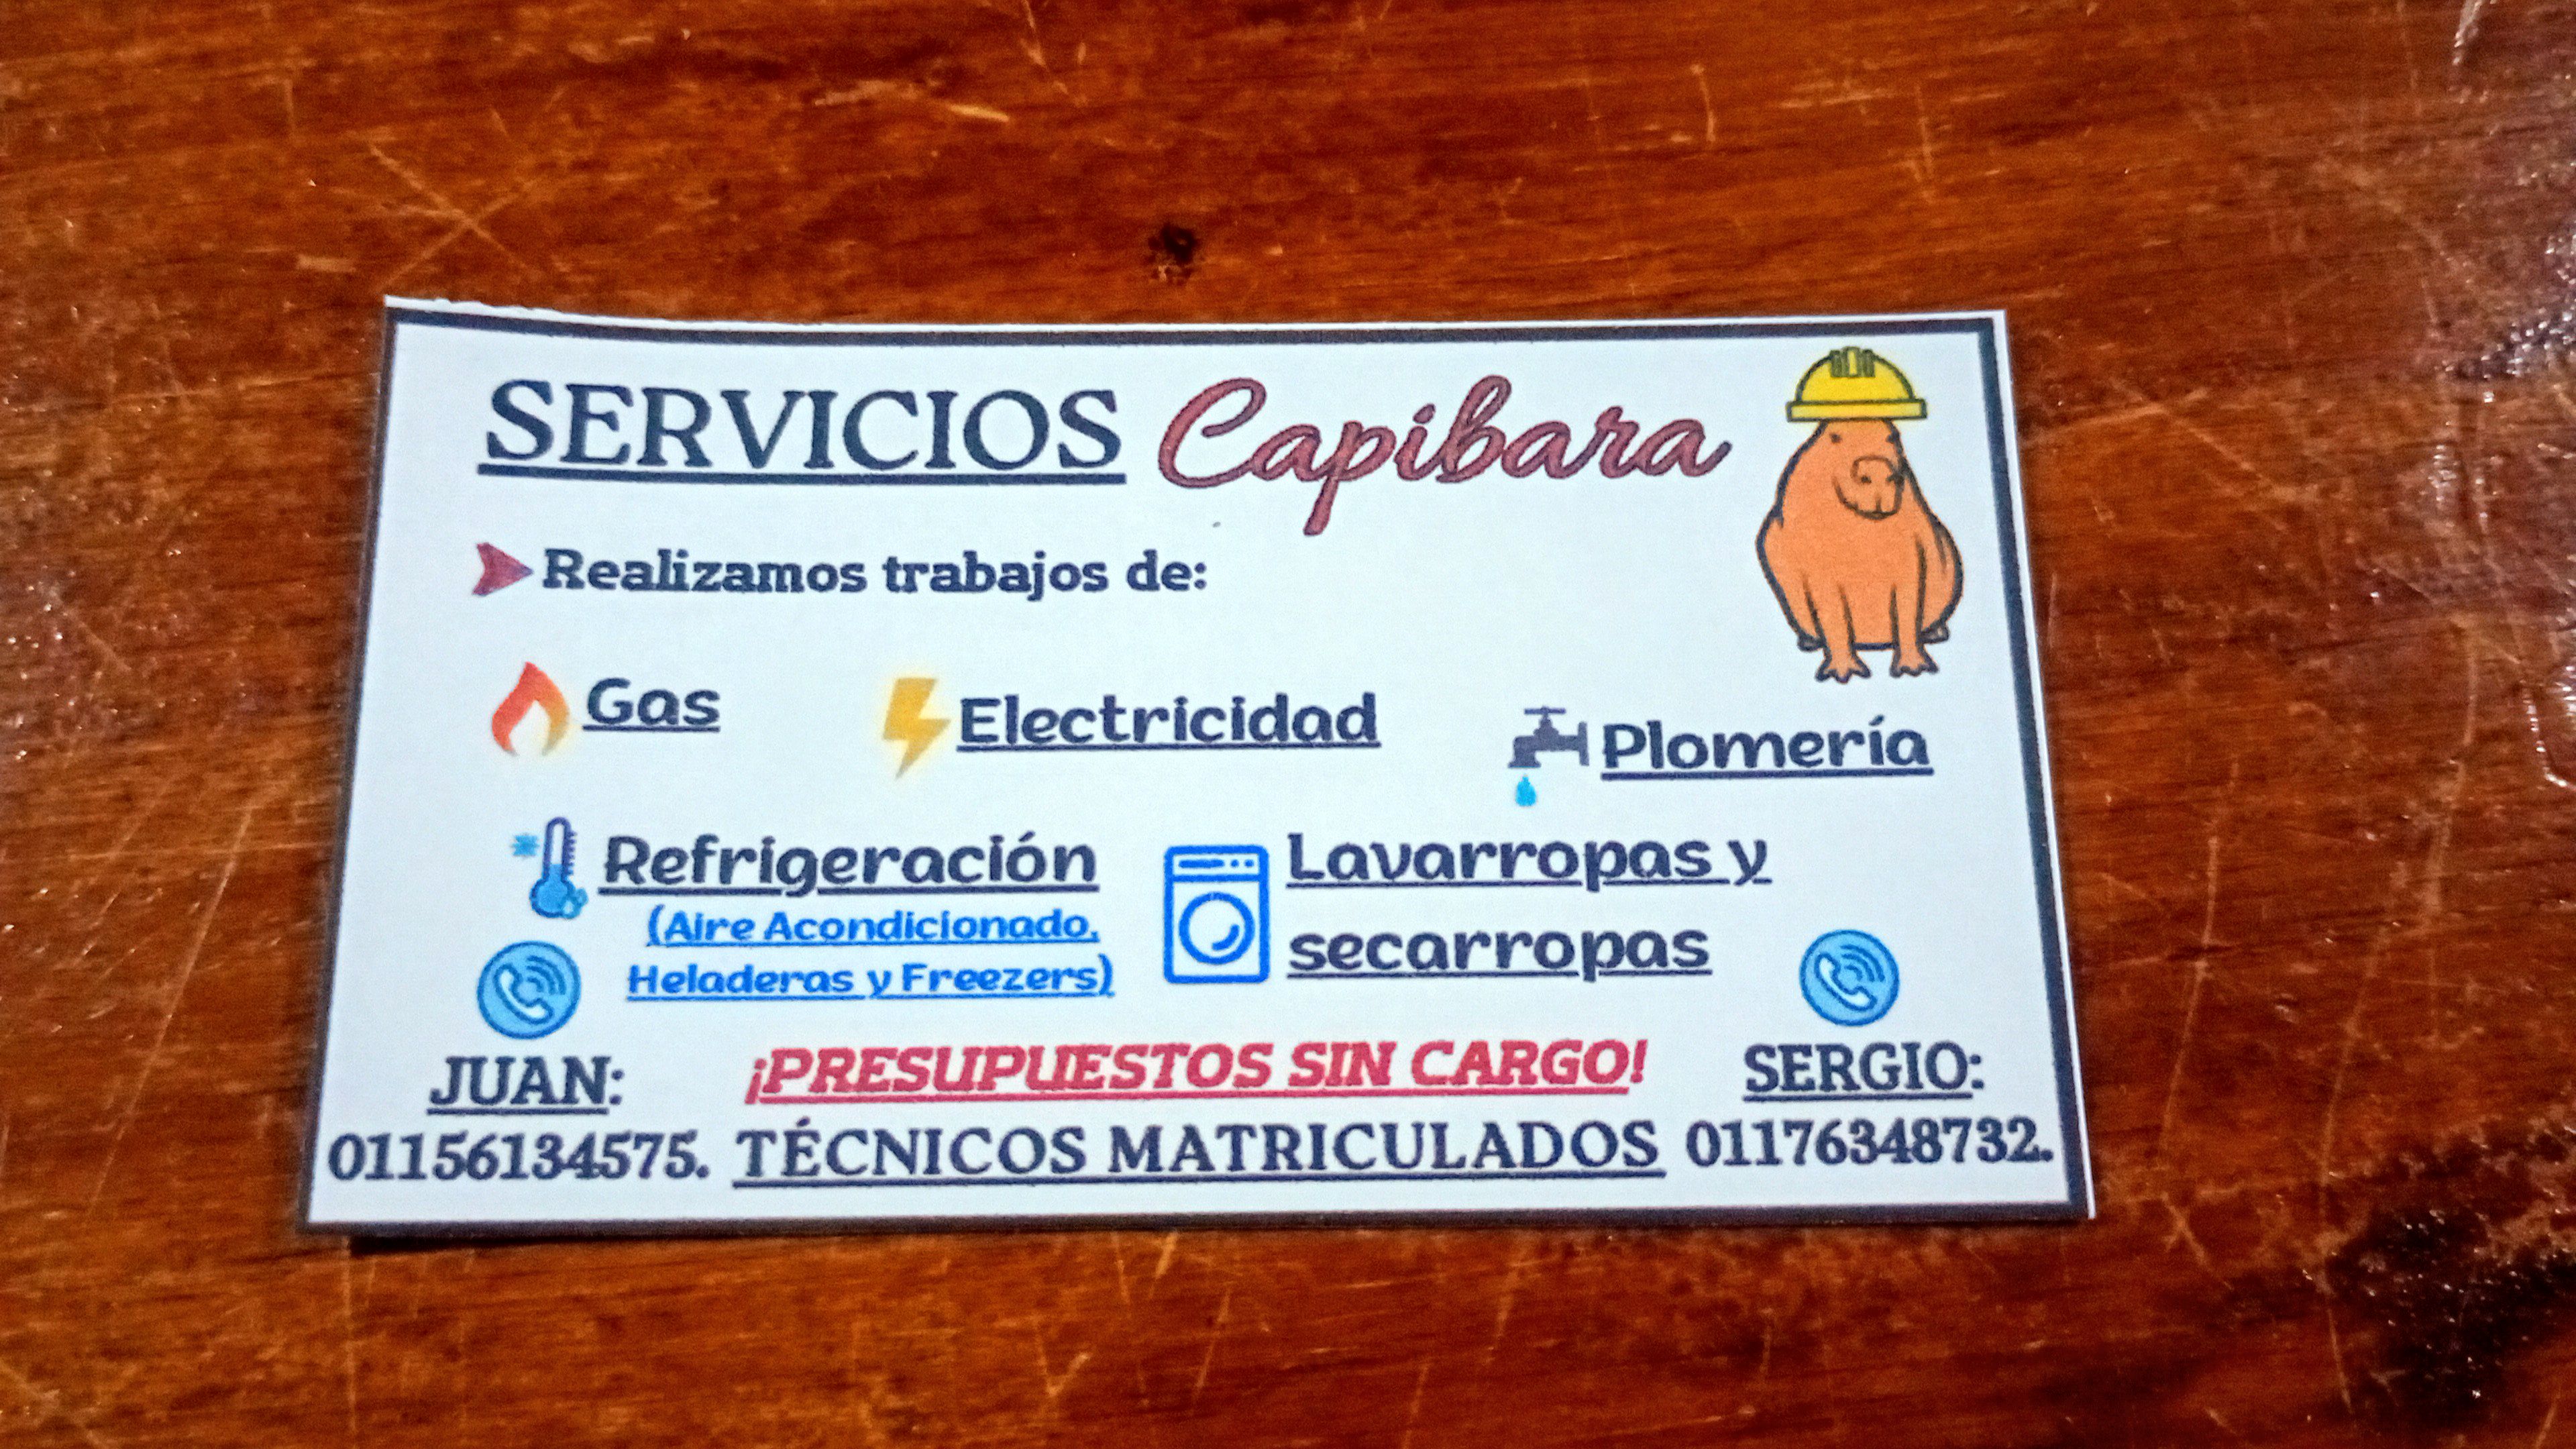 SERVICIOS Capibara
Realizamos trabajos de:
Gas
Electricidad
Plomería
Refrigeración
(Aire Acondicionado,
Heladeras y Freezers)
Lavarropas y
secarropas
JUAN:
01156134575.
¡PRESUPUESTOS SIN CARGO!
TÉCNICOS MATRICULADOS
SERGIO:
01176348732.